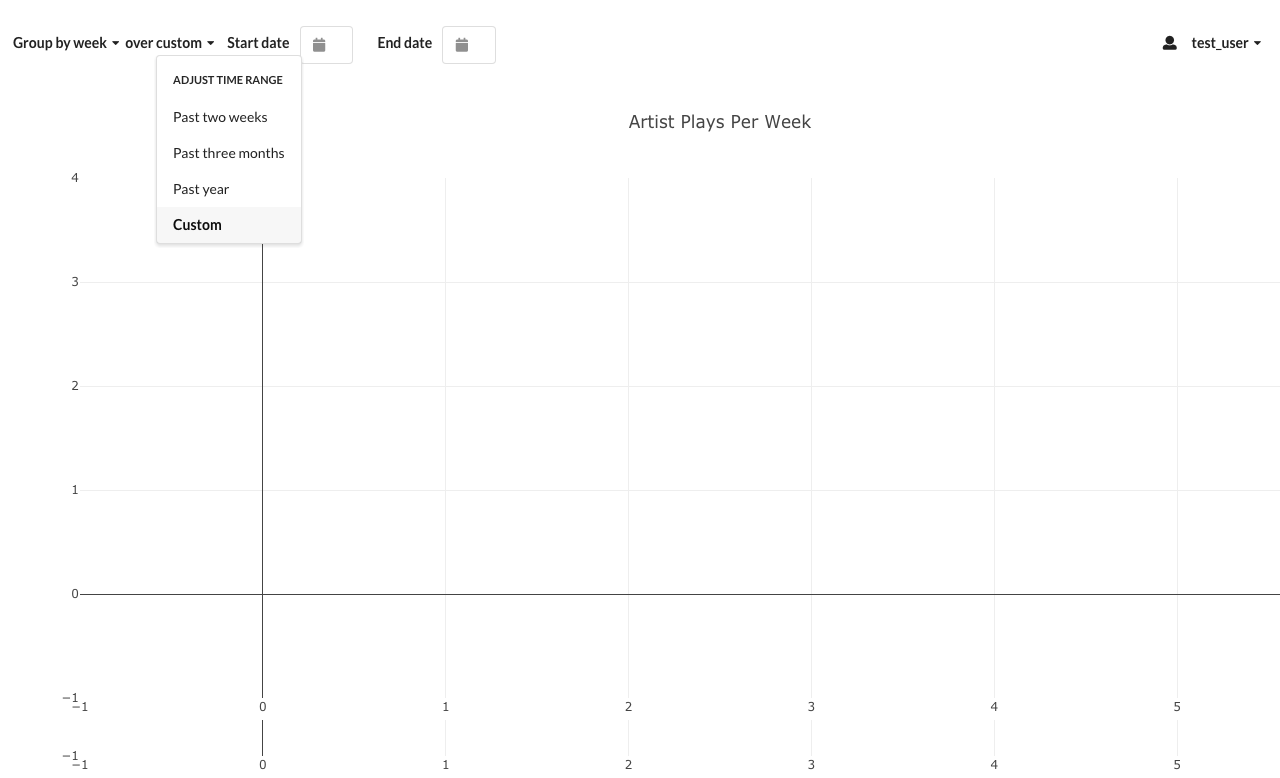 Group by week over custom Start date End date test_user
ADJUST TIME RANGE
Past two weeks
Past three months
Past year
Custom
Artist Plays Per Week
4
3
2
1
0
−1
−1 0 1 2 3 4 5
−1
−1 0 1 2 3 4 5